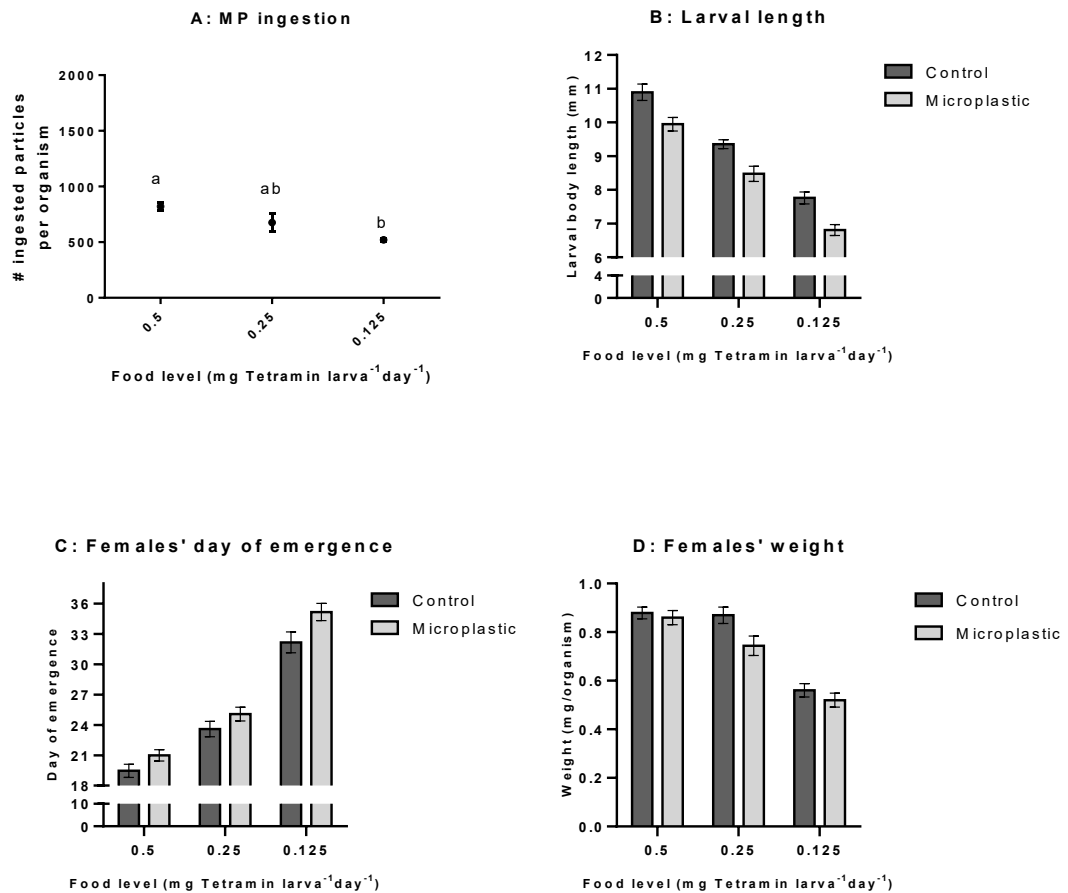 A: MP ingestion
# ingested particles
per organism
2000
1500
1000
500
0
a
ab
b
0.5
0.25
0.125
Food level (mg Tetramin larva⁻¹day⁻¹)
B: Larval length
Larval body length (mm)
12
11
10
9
8
7
6
4
0
0.5
0.25
0.125
Food level (mg Tetramin larva⁻¹day⁻¹)
Control
Microplastic
C: Females' day of emergence
Day of emergence
36
33
30
27
24
21
18
10
0
0.5
0.25
0.125
Food level (mg Tetramin larva⁻¹day⁻¹)
Control
Microplastic
D: Females' weight
Weight (mg/organism)
1.0
0.8
0.6
0.4
0.2
0.0
0.5
0.25
0.125
Food level (mg Tetramin larva⁻¹day⁻¹)
Control
Microplastic